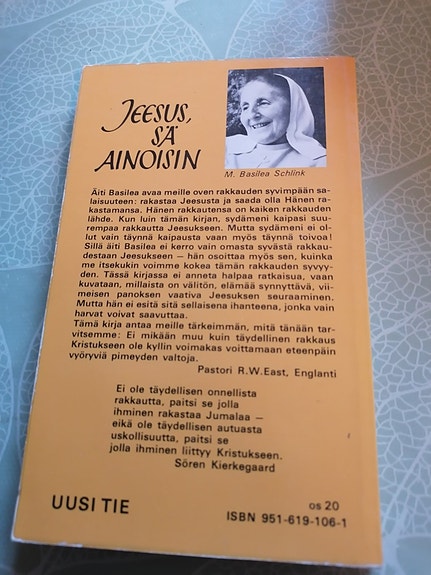 JEESUS,
SÄ
AINOISIN
M. Basilea Schlink
Äiti Basilea avaa meille oven rakkauden syvimpään sa-
laisuuteen: rakastaa Jeesusta ja saada olla Hänen ra-
kastamansa. Hänen rakkautensa on kaiken rakkauden
lähde. Kun luin tämän kirjan, sydämeni kaipasi suu-
rempaa rakkautta Jeesukseen. Mutta sydämeni ei ol-
lut vain täynnä kaipausta vaan myös täynnä toivoa!
Sillä äiti Basilea ei kerro vain omasta syvästä rakkau-
destaan Jeesukseen — hän osoittaa myös sen, kuinka
me itsekukin voimme kokea tämän rakkauden syvyy-
den. Tässä kirjassa ei anneta halpaa ratkaisua, vaan
kuvataan, millaista on välitön, elämää synnyttävä, vii-
meisen panoksen vaativa Jeesuksen seuraaminen.
Mutta hän ei esitä sitä sellaisena ihanteena, jonka vain
harvat voivat saavuttaa.
Tämä kirja antaa meille tärkeimmän, mitä tänään tar-
vitsemme: Ei mikään muu kuin täydellinen rakkaus
Kristukseen ole kyllin voimakas voittamaan eteenpäin
vyöryviä pimeyden valtoja.
Pastori R.W.East, Englanti
Ei ole täydellisen onnellista
rakkautta, paitsi se jolla
ihminen rakastaa Jumalaa —
eikä ole täydellisen autuasta
uskollisuutta, paitsi se
jolla ihminen liittyy Kristukseen.
Sören Kierkegaard
UUSI TIE
os 20
ISBN 951-619-106-1